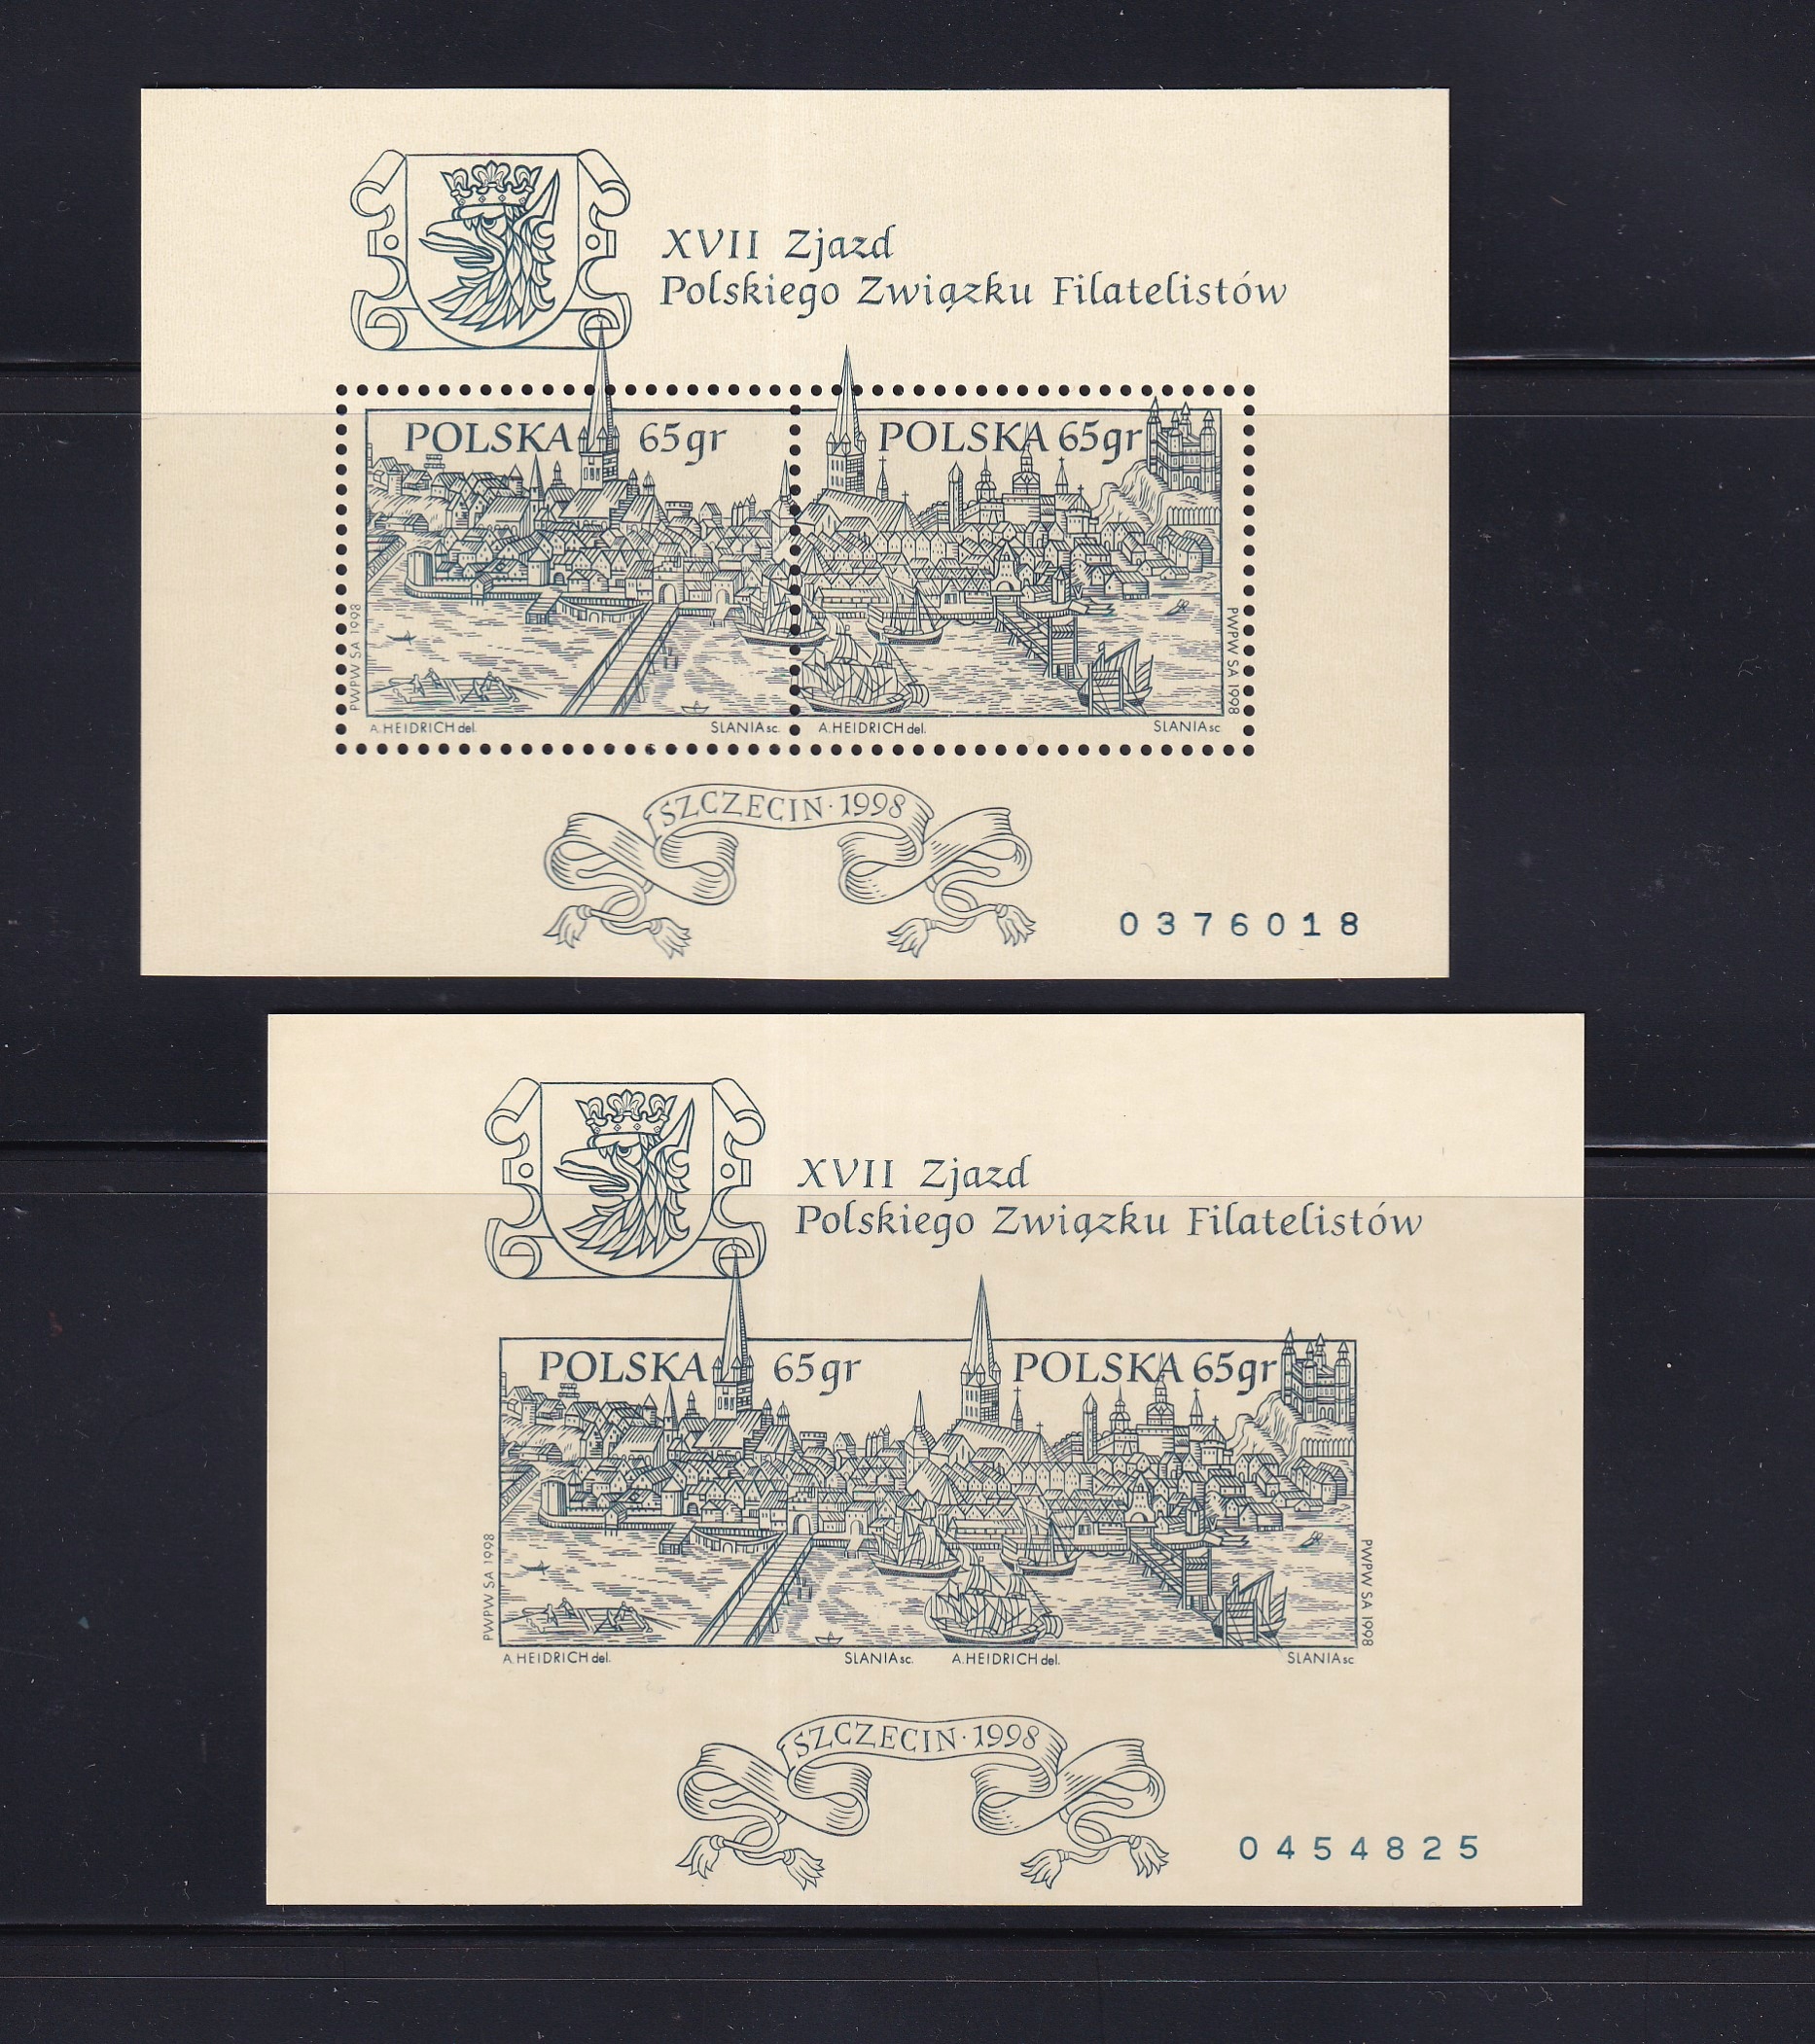 XVII Zjazd
Polskiego Związku Filatelistów
POLSKA 65gr POLSKA 65gr
PWPW SA 1998
PWPW SA 1998
A.HEIDRICH del. SLANIA sc. A.HEIDRICH del. SLANIA sc
SZCZECIN·1998
0376018
XVII Zjazd
Polskiego Związku Filatelistów
POLSKA 65gr POLSKA 65gr
PWPW SA 1998
PWPW SA 1998
A.HEIDRICH del. SLANIA sc. A.HEIDRICH del. SLANIA sc
SZCZECIN·1998
0454825